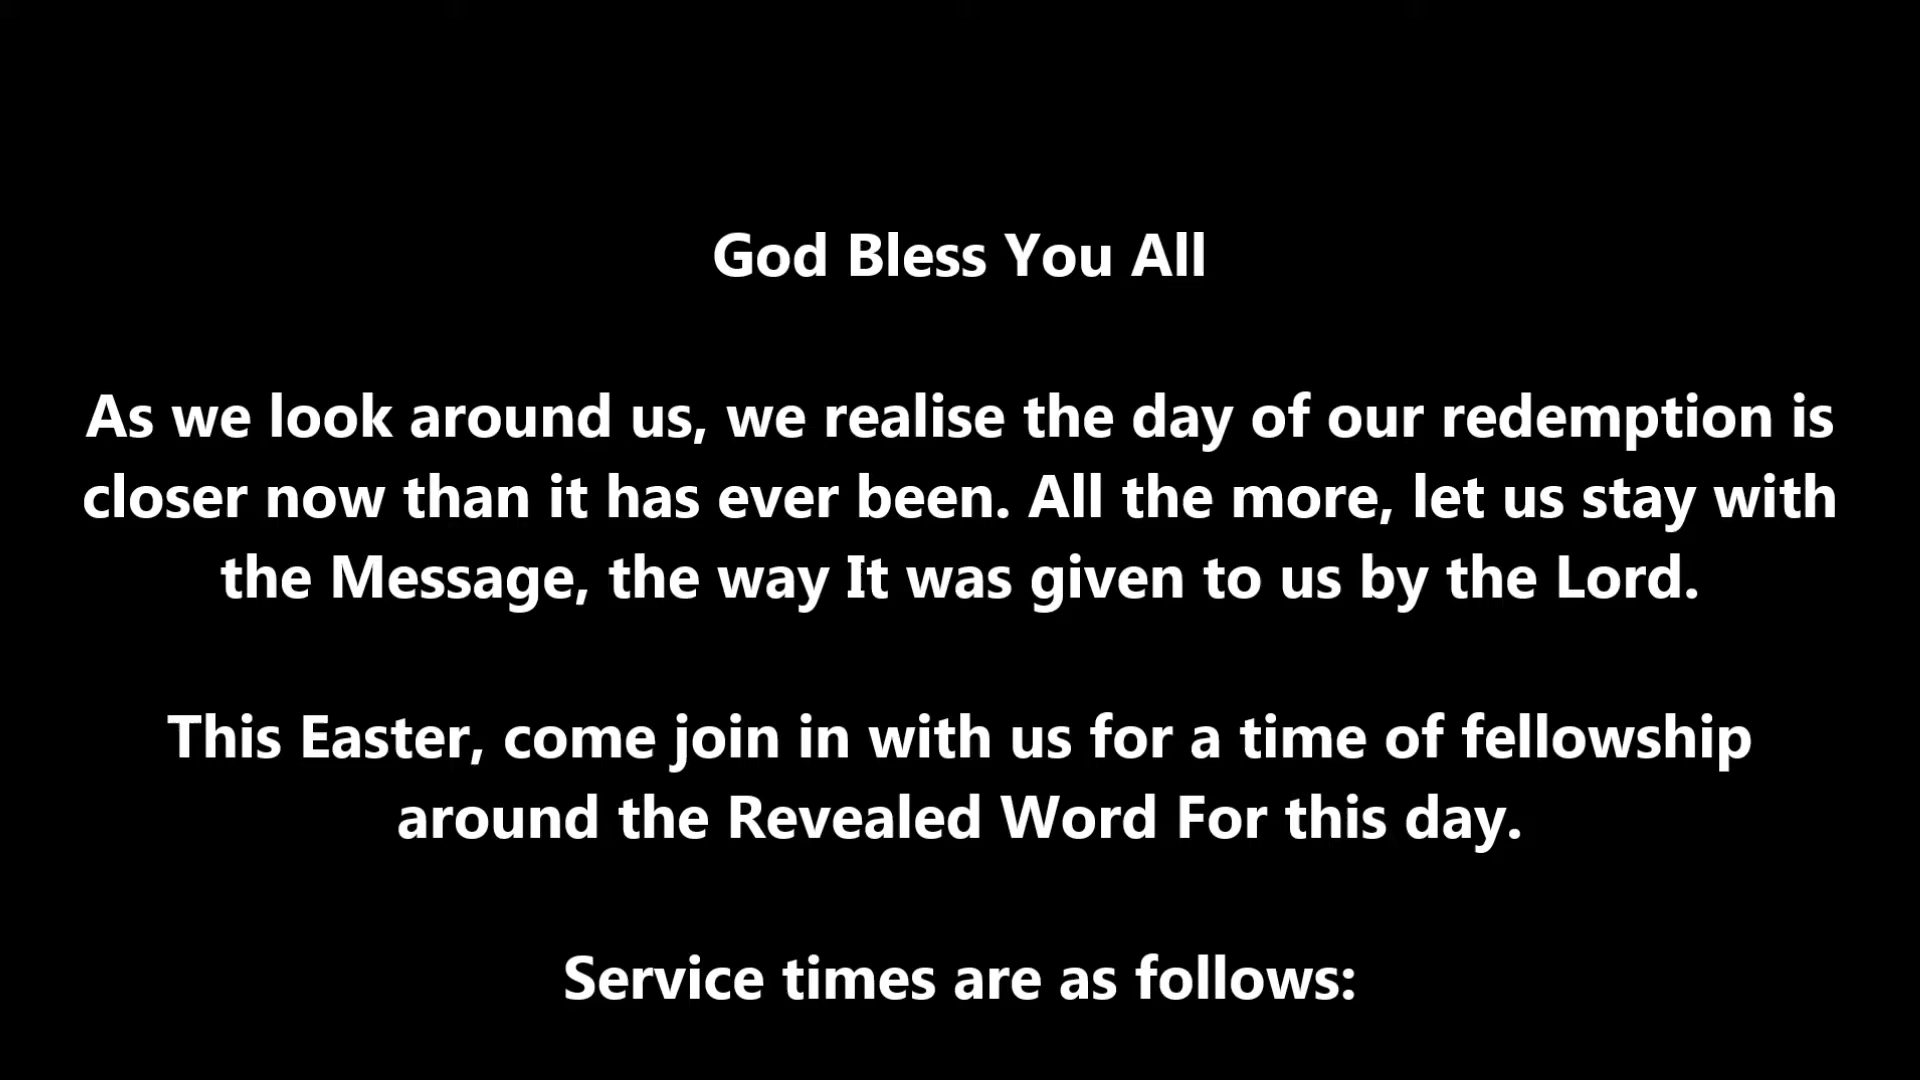 God Bless You All
As we look around us, we realise the day of our redemption is
closer now than it has ever been. All the more, let us stay with
the Message, the way It was given to us by the Lord.
This Easter, come join in with us for a time of fellowship
around the Revealed Word For this day.
Service times are as follows: